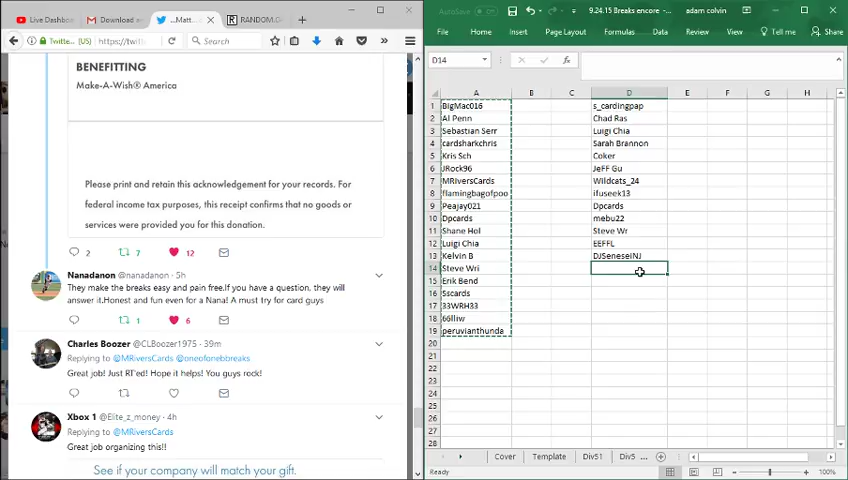 Live Dashbo
Download a
...Matt...
RANDOM.O
Twitte...
https://twitt
Search
BENEFITTING
Make-A-Wish® America
Please print and retain this acknowledgement for your records. For
federal income tax purposes, this receipt confirms that no goods or
services were provided you for this donation.
2 7 12
Nanadanon @nanadanon · 5h
They make the breaks easy and pain free.If you have a question, they will
answer it.Honest and fun even for a Nana! A must try for card guys
1 6
Charles Boozer @CLBoozer1975 · 39m
Replying to @MRiversCards @oneofonebbreaks
Great job! Just RT'ed! Hope it helps! You guys rock!
Xbox 1 @Elite_z_money · 4h
Replying to @MRiversCards
Great job organizing this!!
See if your company will match your gift.
AutoSave
9.24.15 Breaks encore - ...
adam colvin
File Home Insert Page Layout Formulas Data Review View Tell me Share
D14
fx
A B C D E F G H
1 BigMac016 s_cardingpap
2 Al Penn Chad Ras
3 Sebastian Serr Luigi Chia
4 cardsharkchris Sarah Brannon
5 Kris Sch Coker
6 JRock96 JeFF Gu
7 MRiversCards Wildcats_24
8 !flamingbagofpoo ifuseek13
9 Peajay021 Dpcards
10 Dpcards mebu22
11 Shane Hol Steve Wr
12 Luigi Chia EEFFL
13 Kelvin B DJSeneseINJ
14 Steve Wri
15 Erik Bend
16 Sscards
17 33WRH33
18 66lliw
19 peruvianthunda
20
21
22
23
24
25
26
27
28
Cover Template Div51 Div5 ...
Ready
100%